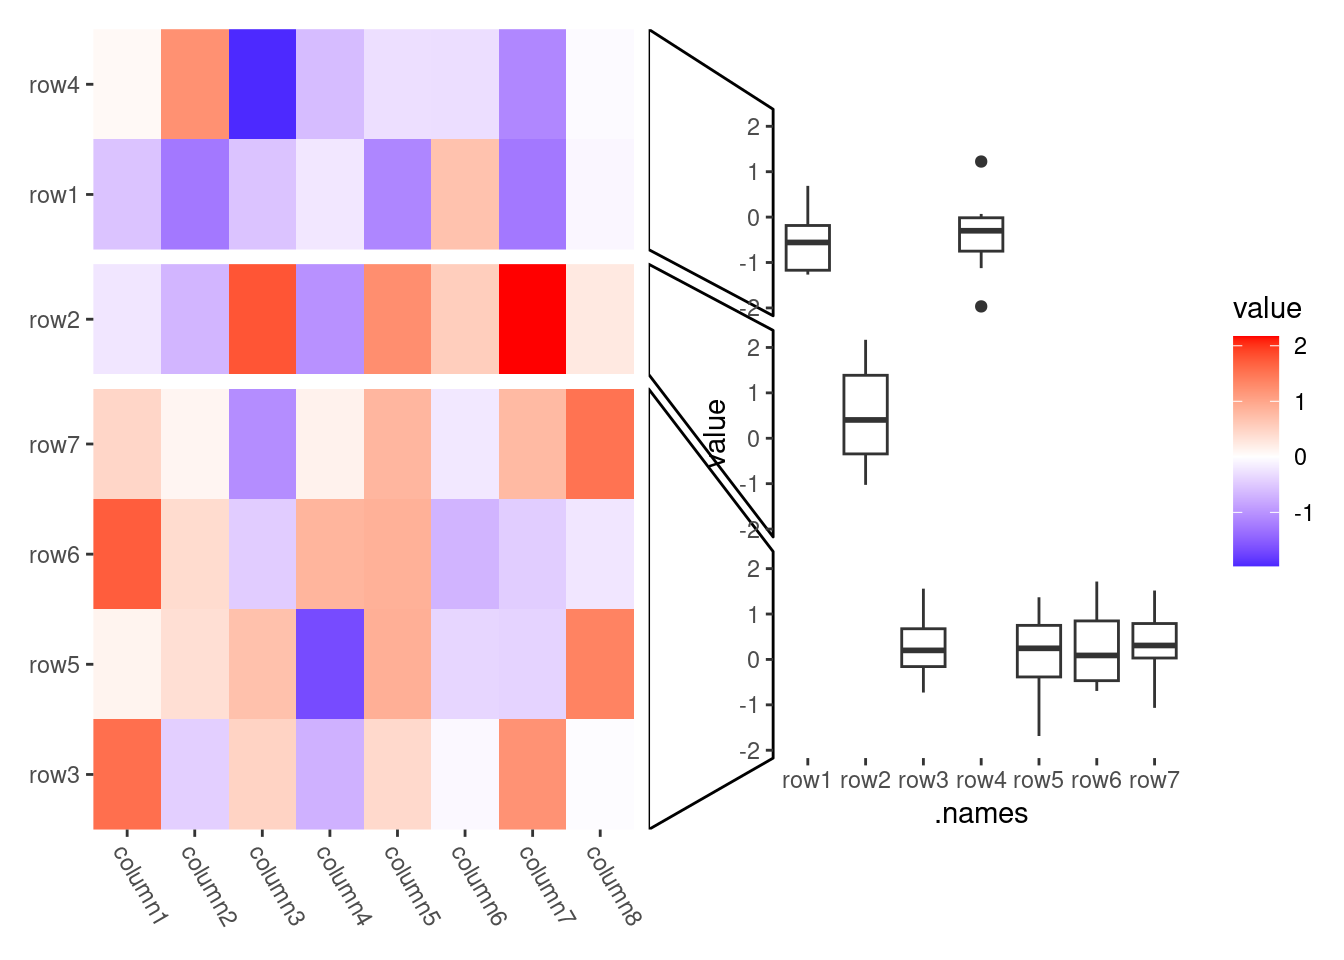 row4
row1
row2
row7
row6
row5
row3
column1
column2
column3
column4
column5
column6
column7
column8
value
2
1
0
-1
-2
2
1
0
-1
-2
2
1
0
-1
-2
row1 row2 row3 row4 row5 row6 row7
.names
value
2
1
0
-1